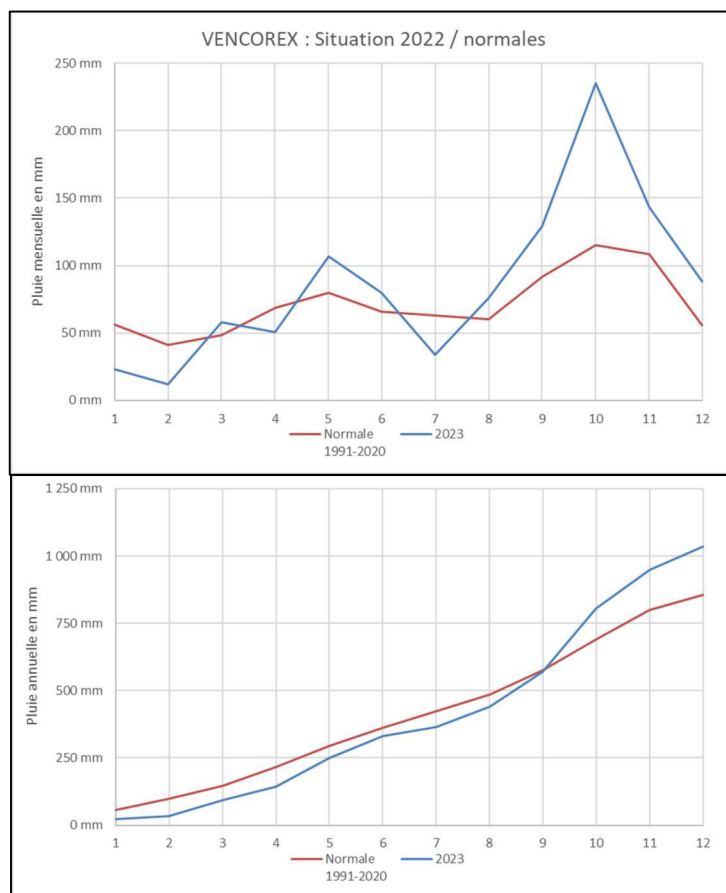 VENCOREX : Situation 2022 / normales
Pluie mensuelle en mm
250 mm
200 mm
150 mm
100 mm
50 mm
0 mm
1 2 3 4 5 6 7 8 9 10 11 12
Normale 2023
1991-2020
Pluie annuelle en mm
1 250 mm
1 000 mm
750 mm
500 mm
250 mm
0 mm
1 2 3 4 5 6 7 8 9 10 11 12
Normale 2023
1991-2020